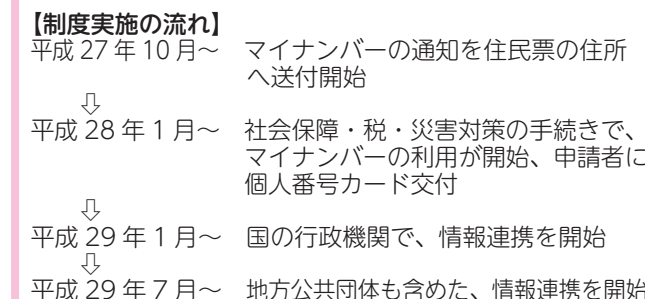 【制度実施の流れ】
平成 27 年 10 月～　マイナンバーの通知を住民票の住所
へ送付開始
⇩
平成 28 年 1 月～　社会保障・税・災害対策の手続きで、
マイナンバーの利用が開始、申請者に
個人番号カード交付
⇩
平成 29 年 1 月～　国の行政機関で、情報連携を開始
⇩
平成 29 年 7 月～　地方公共団体も含めた、情報連携を開始